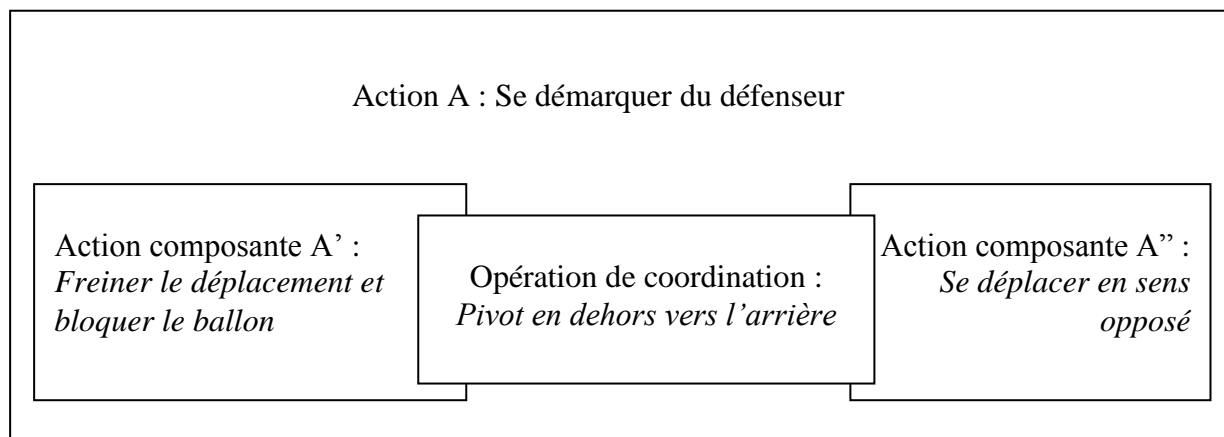 Action A : Se démarquer du défenseur
Action composante A’ :
Freiner le déplacement et
bloquer le ballon
Opération de coordination :
Pivot en dehors vers l’arrière
Action composante A” :
Se déplacer en sens
opposé